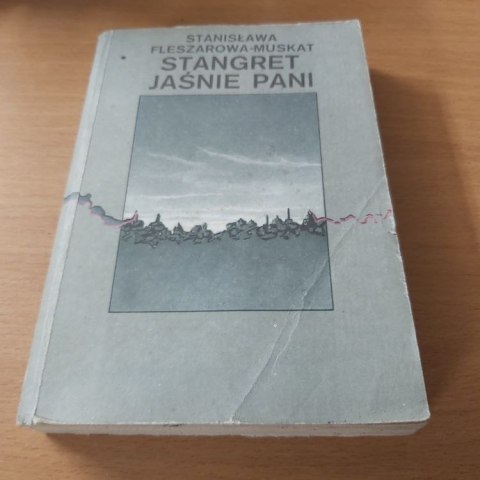 STANISŁAWA
FLESZAROWA-MUSKAT
STANGRET
JAŚNIE PANI